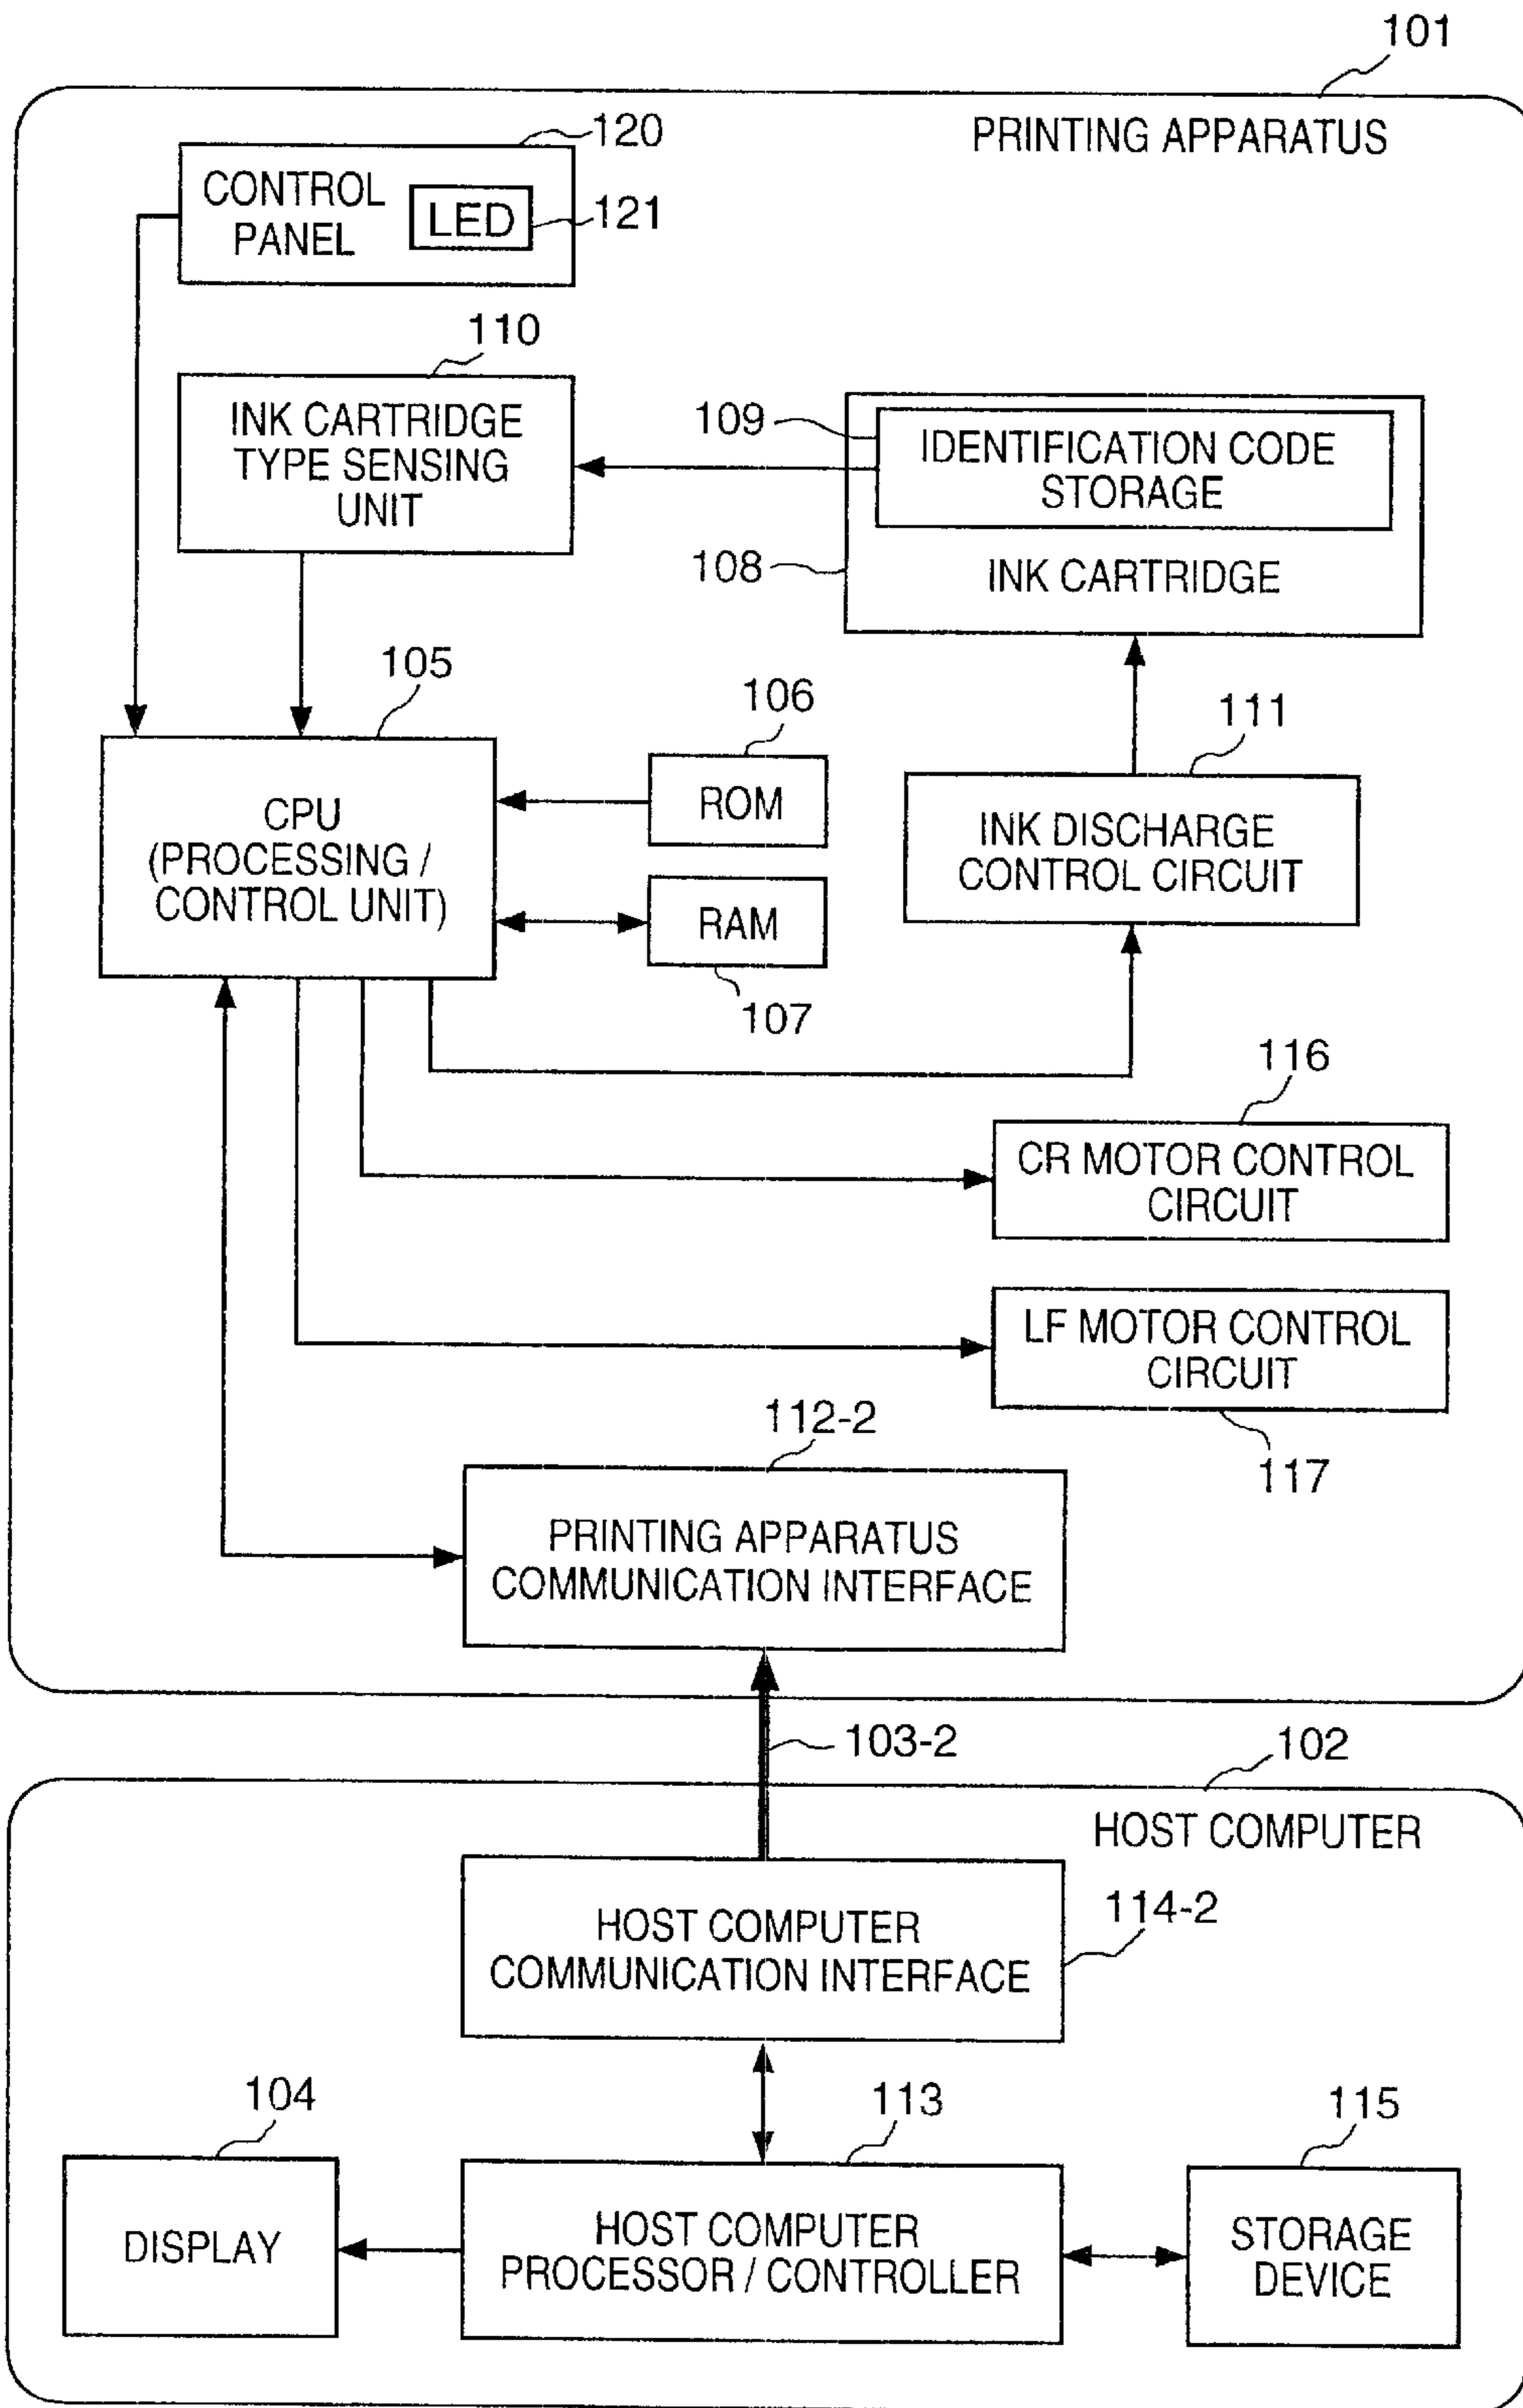 101
PRINTING APPARATUS
120
CONTROL
PANEL
LED
121
110
INK CARTRIDGE
TYPE SENSING
UNIT
109
IDENTIFICATION CODE
STORAGE
108
INK CARTRIDGE
105
106
111
CPU
(PROCESSING /
CONTROL UNIT)
ROM
INK DISCHARGE
CONTROL CIRCUIT
RAM
107
116
CR MOTOR CONTROL
CIRCUIT
LF MOTOR CONTROL
CIRCUIT
117
112-2
PRINTING APPARATUS
COMMUNICATION INTERFACE
103-2
102
HOST COMPUTER
HOST COMPUTER
COMMUNICATION INTERFACE
114-2
104
113
115
DISPLAY
HOST COMPUTER
PROCESSOR / CONTROLLER
STORAGE
DEVICE